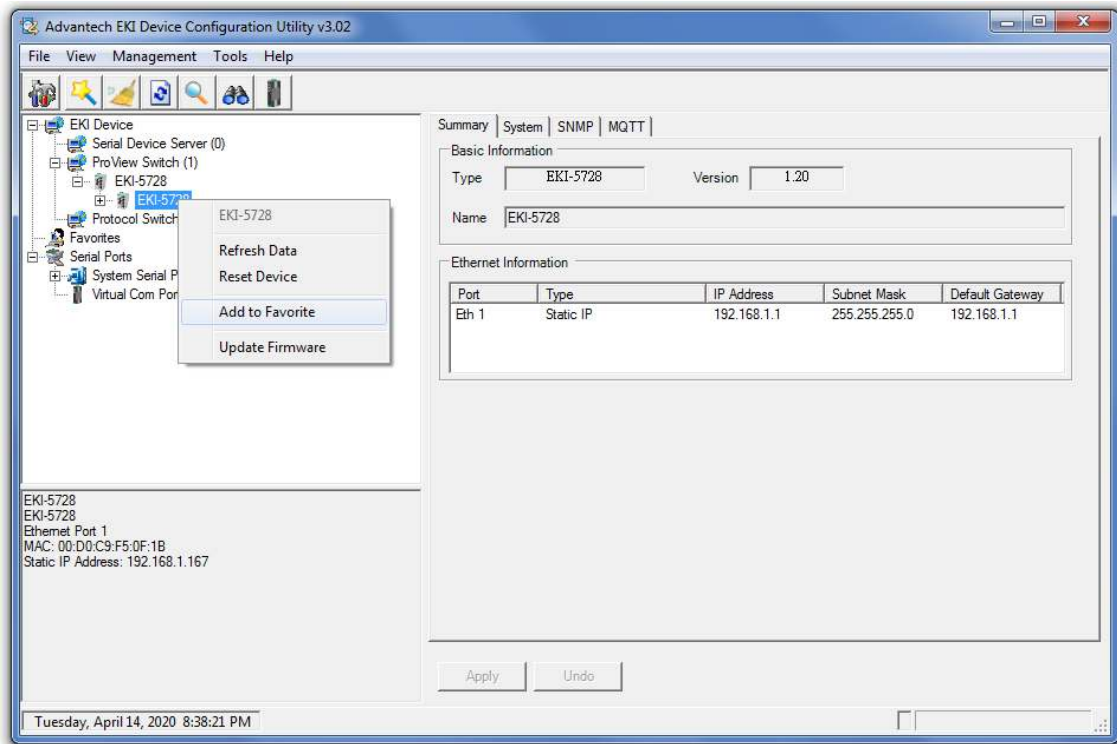 Advantech EKI Device Configuration Utility v3.02
File View Management Tools Help
EKI Device
Serial Device Server (0)
ProView Switch (1)
EKI-5728
EKI-5728
Protocol Switch
Favorites
Serial Ports
System Serial P
Virtual Com Por
EKI-5728
Refresh Data
Reset Device
Add to Favorite
Update Firmware
Summary System SNMP MQTT
Basic Information
Type EKI-5728 Version 1.20
Name EKI-5728
Ethernet Information
Port Type IP Address Subnet Mask Default Gateway
Eth 1 Static IP 192.168.1.1 255.255.255.0 192.168.1.1
EKI-5728
EKI-5728
Ethernet Port 1
MAC: 00:D0:C9:F5:0F:1B
Static IP Address: 192.168.1.167
Apply Undo
Tuesday, April 14, 2020 8:38:21 PM